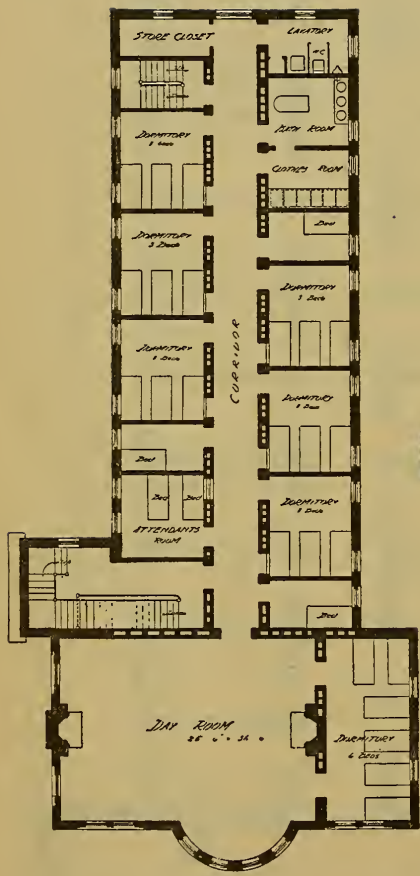 STORE CLOSET
LAVATORY
W C
BATH ROOM
CLOTHES ROOM
DORMITORY
3 Beds
Bed
DORMITORY
3 Beds
DORMITORY
3 Beds
DORMITORY
3 Beds
DORMITORY
3 Beds
CORRIDOR
Bed
Bed
Bed
ATTENDANTS
ROOM
DORMITORY
3 Beds
Bed
DAY ROOM
DORMITORY
6 BEDS